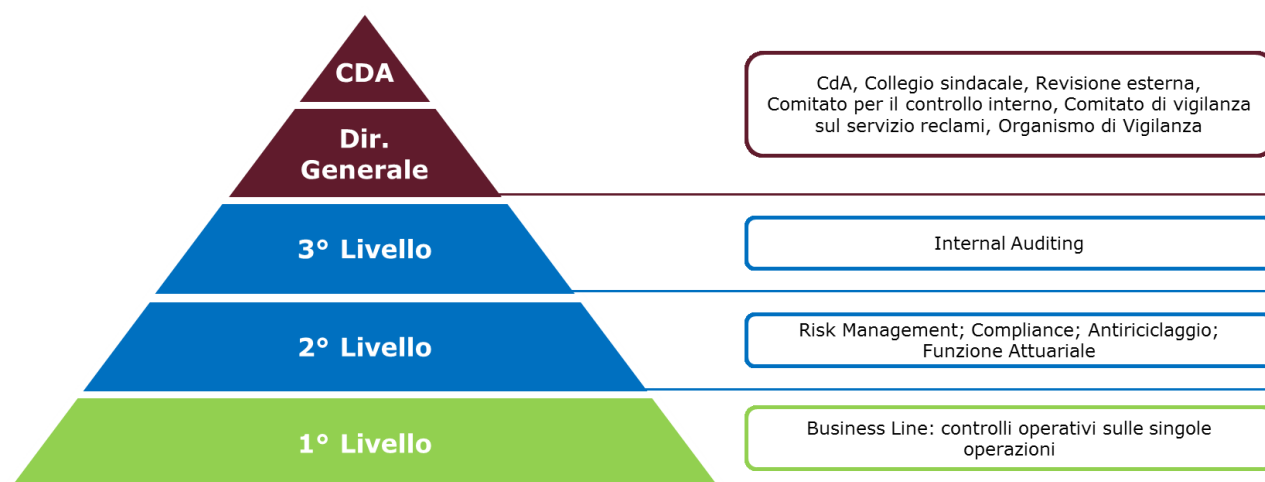 CDA
Dir.
Generale
CdA, Collegio sindacale, Revisione esterna,
Comitato per il controllo interno, Comitato di vigilanza
sul servizio reclami, Organismo di Vigilanza
3° Livello
Internal Auditing
2° Livello
Risk Management; Compliance; Antiriciclaggio;
Funzione Attuariale
1° Livello
Business Line: controlli operativi sulle singole
operazioni